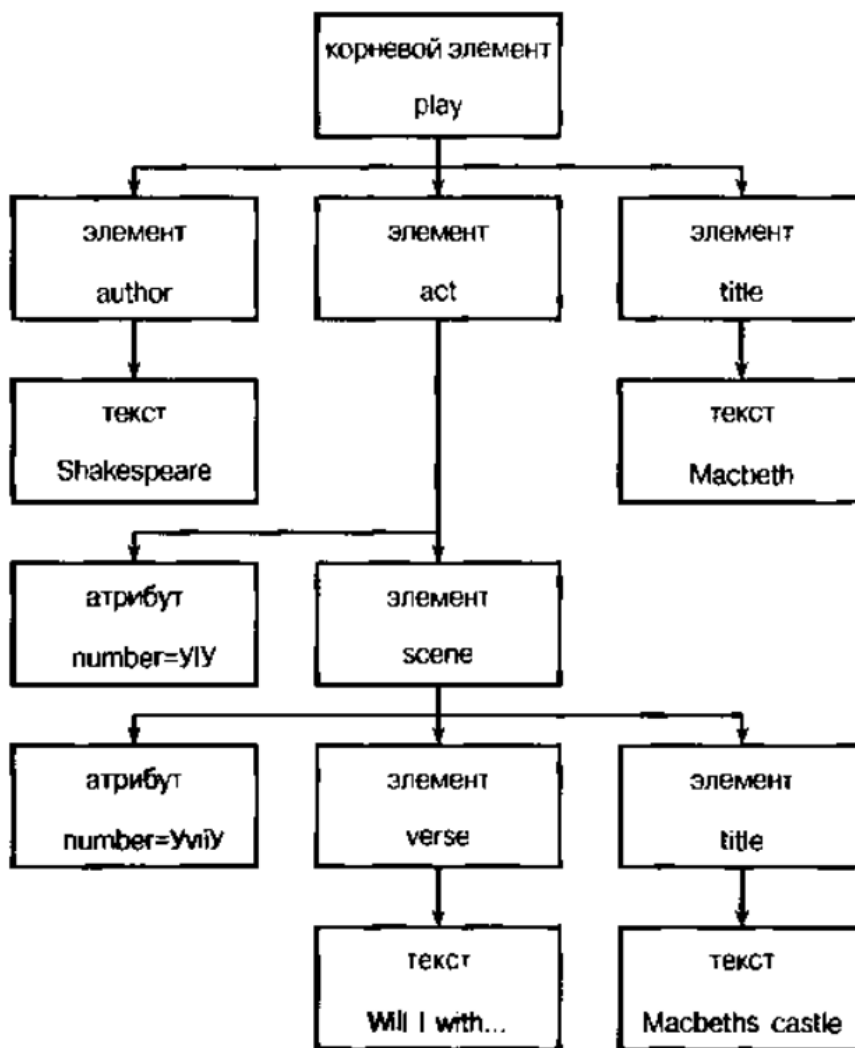 корневой элемент
play
элемент
author
элемент
act
элемент
title
текст
Shakespeare
текст
Macbeth
атрибут
number=УIУ
элемент
scene
атрибут
number=УviiУ
элемент
verse
элемент
title
текст
Will I with...
текст
Macbeths castle